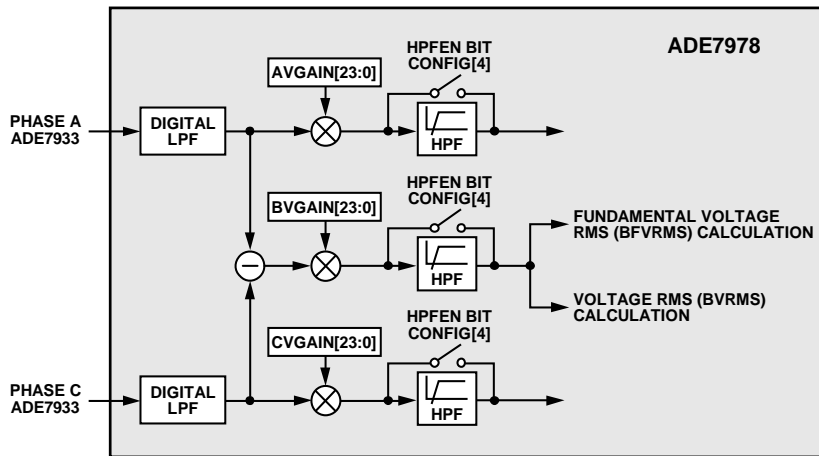 ADE7978
HPFEN BIT
CONFIG[4]
AVGAIN[23:0]
PHASE A
ADE7933
DIGITAL
LPF
HPF
HPFEN BIT
CONFIG[4]
BVGAIN[23:0]
HPF
FUNDAMENTAL VOLTAGE
RMS (BFVRMS) CALCULATION
VOLTAGE RMS (BVRMS)
CALCULATION
HPFEN BIT
CONFIG[4]
CVGAIN[23:0]
PHASE C
ADE7933
DIGITAL
LPF
HPF